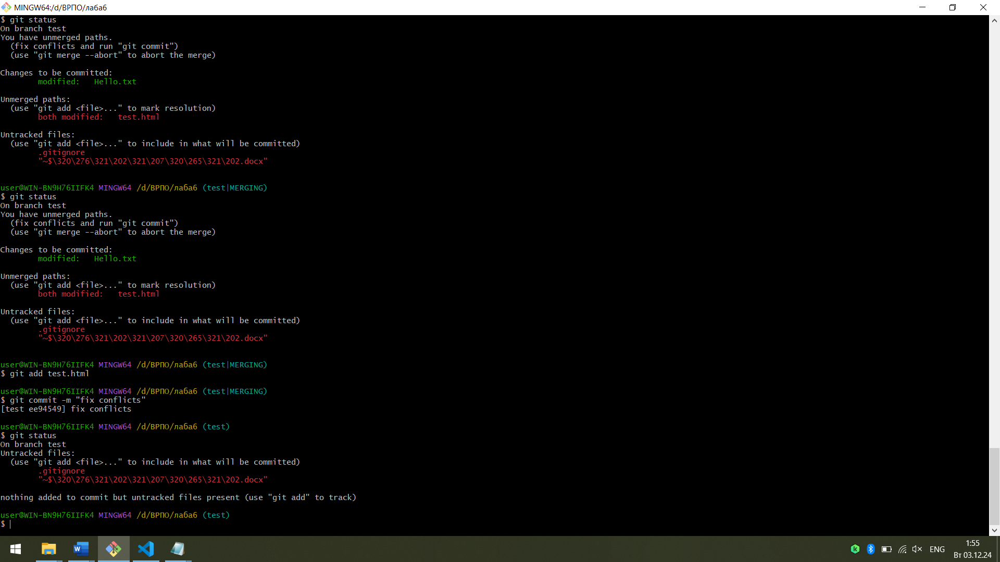 MINGW64:/d/ВРПО/лаба6
$ git status
On branch test
You have unmerged paths.
  (fix conflicts and run "git commit")
  (use "git merge --abort" to abort the merge)
Changes to be committed:
        modified:   Hello.txt
Unmerged paths:
  (use "git add <file>..." to mark resolution)
        both modified:   test.html
Untracked files:
  (use "git add <file>..." to include in what will be committed)
        .gitignore
        "~$\320\276\321\202\321\207\320\265\321\202.docx"
user@WIN-BN9H76IIFK4 MINGW64 /d/ВРПО/лаба6 (test|MERGING)
$ git status
On branch test
You have unmerged paths.
  (fix conflicts and run "git commit")
  (use "git merge --abort" to abort the merge)
Changes to be committed:
        modified:   Hello.txt
Unmerged paths:
  (use "git add <file>..." to mark resolution)
        both modified:   test.html
Untracked files:
  (use "git add <file>..." to include in what will be committed)
        .gitignore
        "~$\320\276\321\202\321\207\320\265\321\202.docx"
user@WIN-BN9H76IIFK4 MINGW64 /d/ВРПО/лаба6 (test|MERGING)
$ git add test.html
user@WIN-BN9H76IIFK4 MINGW64 /d/ВРПО/лаба6 (test|MERGING)
$ git commit -m "fix conflicts"
[test ee94549] fix conflicts
user@WIN-BN9H76IIFK4 MINGW64 /d/ВРПО/лаба6 (test)
$ git status
On branch test
Untracked files:
  (use "git add <file>..." to include in what will be committed)
        .gitignore
        "~$\320\276\321\202\321\207\320\265\321\202.docx"
nothing added to commit but untracked files present (use "git add" to track)
user@WIN-BN9H76IIFK4 MINGW64 /d/ВРПО/лаба6 (test)
$
ENG
1:55
Вт 03.12.24